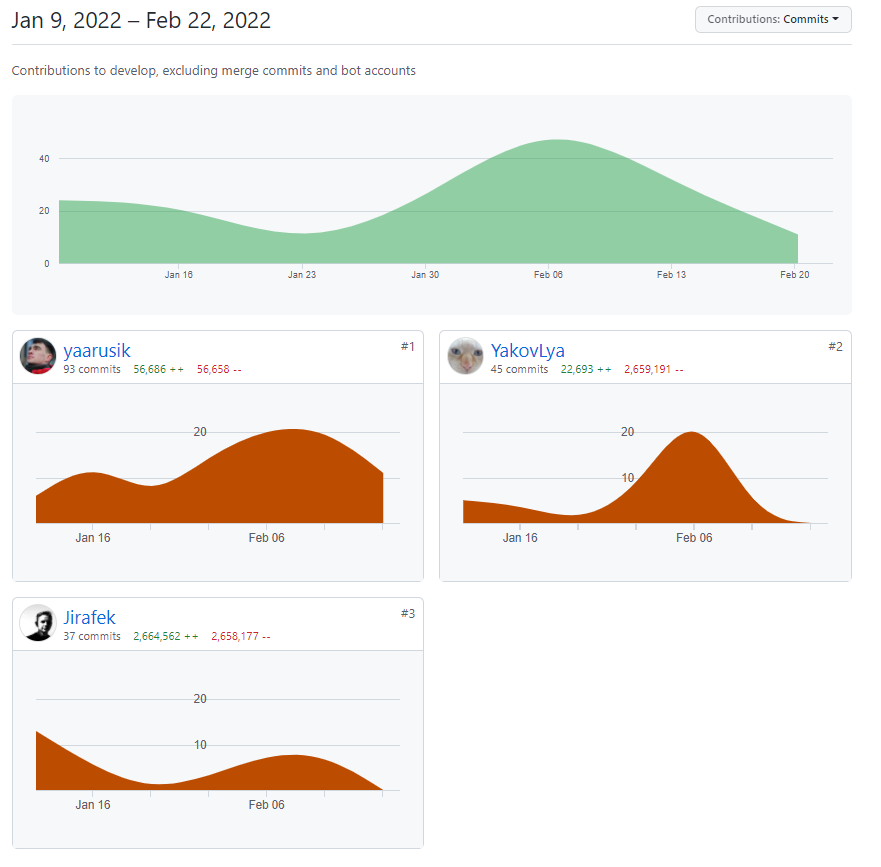 Jan 9, 2022 – Feb 22, 2022
Contributions: Commits
Contributions to develop, excluding merge commits and bot accounts
40
20
0
Jan 16 Jan 23 Jan 30 Feb 06 Feb 13 Feb 20
yaarusik #1
93 commits 56,686 ++ 56,658 --
20
Jan 16 Feb 06
YakovLya #2
45 commits 22,693 ++ 2,659,191 --
20
10
Jan 16 Feb 06
Jirafek #3
37 commits 2,664,562 ++ 2,658,177 --
20
10
Jan 16 Feb 06